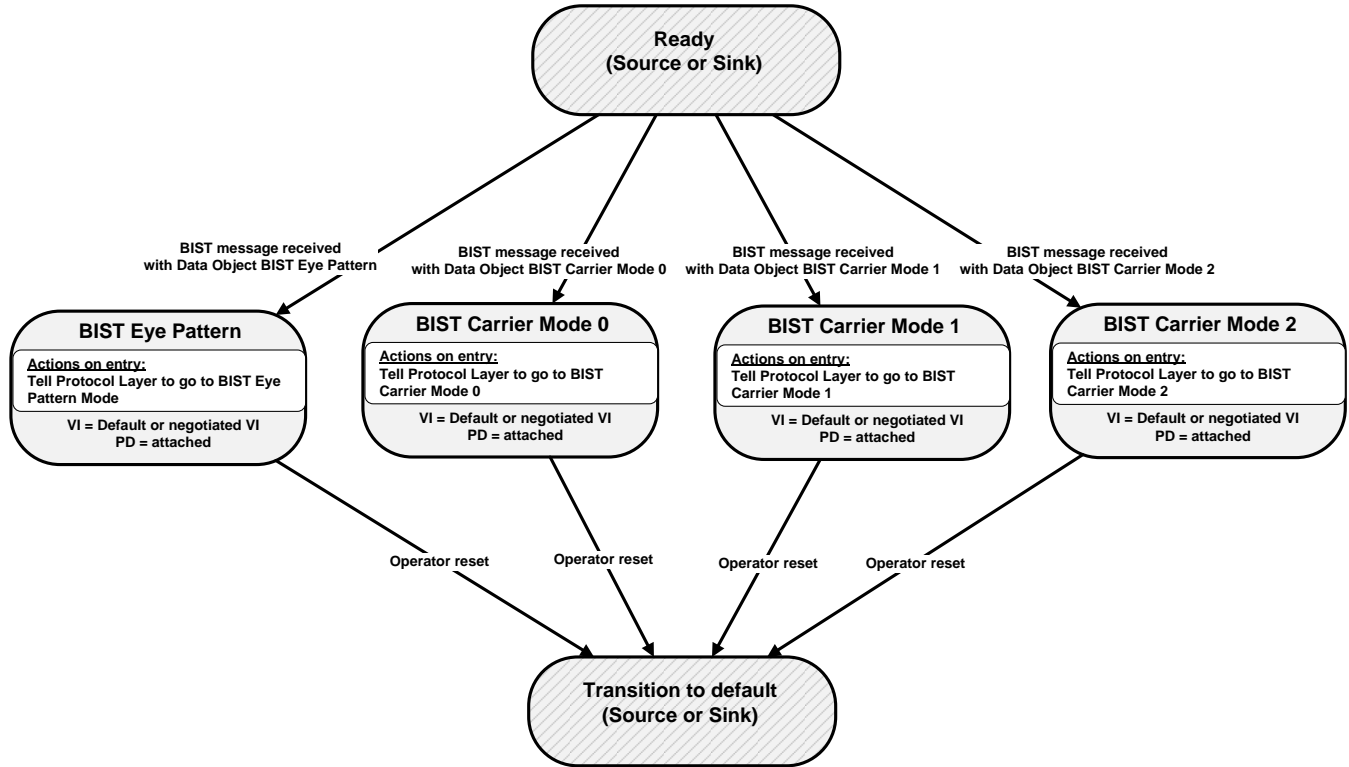 Ready
(Source or Sink)
BIST message received
with Data Object BIST Eye Pattern
BIST message received
with Data Object BIST Carrier Mode 0
BIST message received
with Data Object BIST Carrier Mode 1
BIST message received
with Data Object BIST Carrier Mode 2
BIST Eye Pattern
Actions on entry:
Tell Protocol Layer to go to BIST Eye
Pattern Mode
VI = Default or negotiated VI
PD = attached
BIST Carrier Mode 0
Actions on entry:
Tell Protocol Layer to go to BIST
Carrier Mode 0
VI = Default or negotiated VI
PD = attached
BIST Carrier Mode 1
Actions on entry:
Tell Protocol Layer to go to BIST
Carrier Mode 1
VI = Default or negotiated VI
PD = attached
BIST Carrier Mode 2
Actions on entry:
Tell Protocol Layer to go to BIST
Carrier Mode 2
VI = Default or negotiated VI
PD = attached
Operator reset
Operator reset
Operator reset
Operator reset
Transition to default
(Source or Sink)